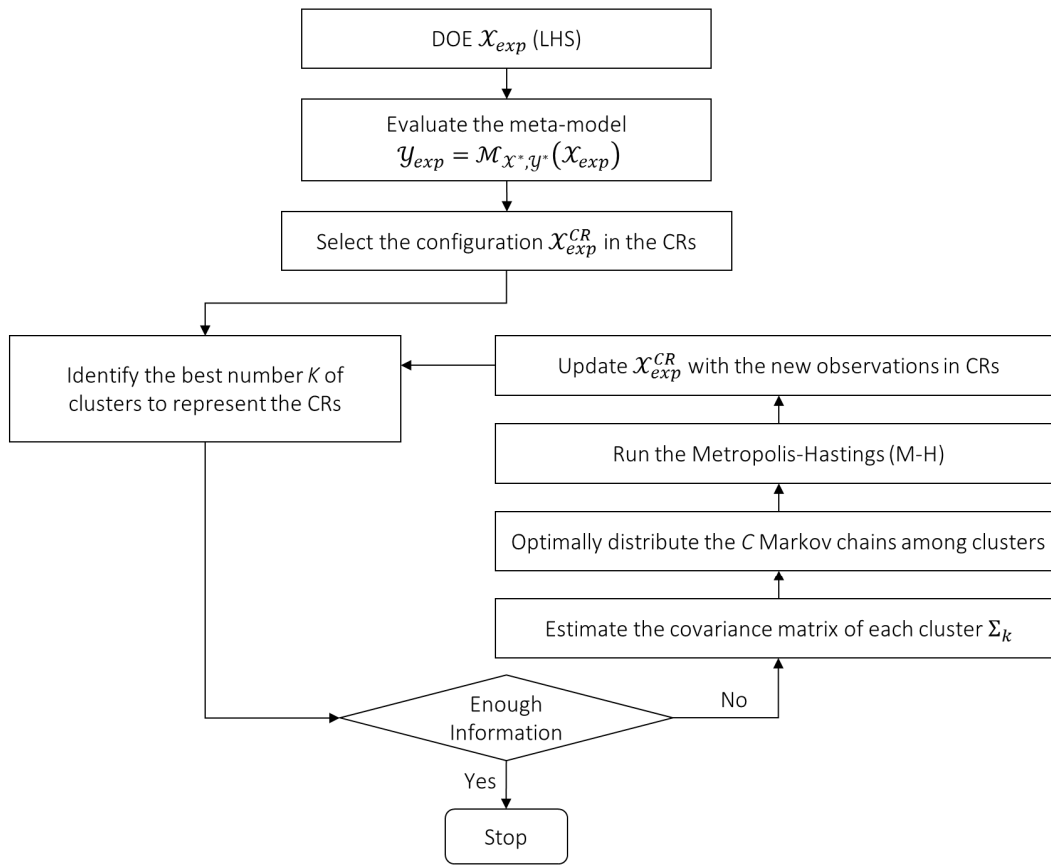 DOE 𝒳_exp (LHS)
Evaluate the meta-model
𝒴_exp = ℳ_𝒳*,𝒴*(𝒳_exp)
Select the configuration 𝒳_exp^CR in the CRs
Identify the best number K of
clusters to represent the CRs
Update 𝒳_exp^CR with the new observations in CRs
Run the Metropolis-Hastings (M-H)
Optimally distribute the C Markov chains among clusters
Estimate the covariance matrix of each cluster Σ_k
Enough
Information
No
Yes
Stop